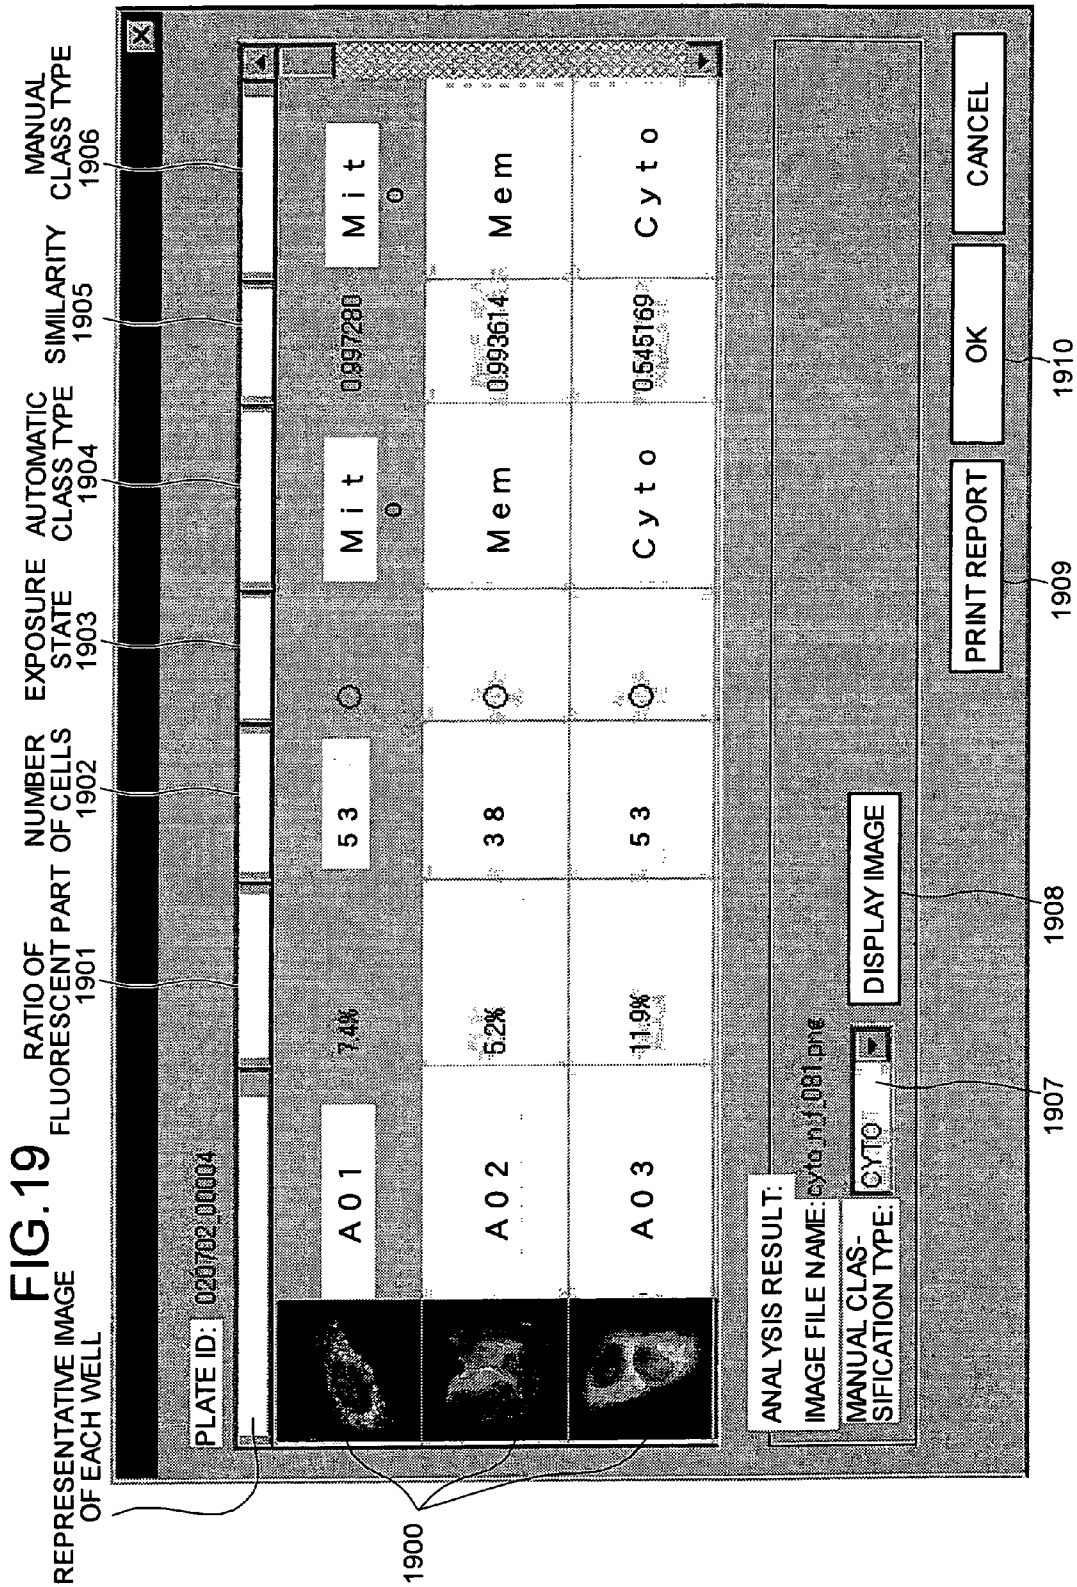 FIG.19
REPRESENTATIVE IMAGE
OF EACH WELL
RATIO OF
FLUORESCENT PART
1901
NUMBER
OF CELLS
1902
EXPOSURE
STATE
1903
AUTOMATIC
CLASS TYPE
1904
SIMILARITY
1905
MANUAL
CLASS TYPE
1906
X
PLATE ID: 020702_00004
A01 7.4% 53 ○ Mito 0.997280 Mito
A02 5.2% 38 ○ Mem 0.993614 Mem
A03 11.9% 53 ○ Cyto 0.545169 Cyto
1900
ANALYSIS RESULT:
IMAGE FILE NAME: cyto_n_f_081.png
MANUAL CLAS-
SIFICATION TYPE:
CYTO
DISPLAY IMAGE
PRINT REPORT
OK
CANCEL
1907
1908
1909
1910